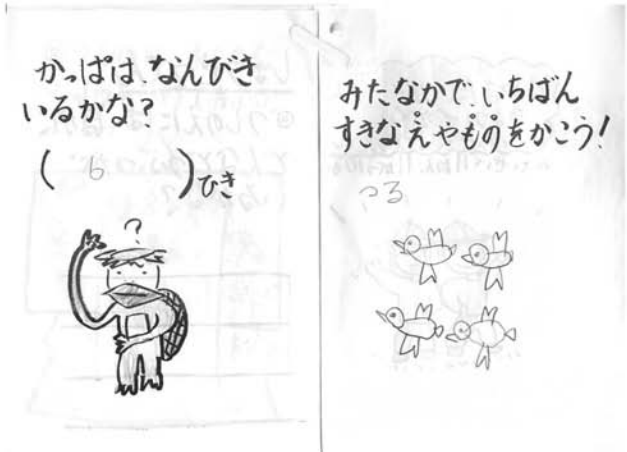 かっぱは、なんびき
いるかな?
( 6 )ひき
?
みたなかで、いちばん
すきなえやものをかこう!
つる